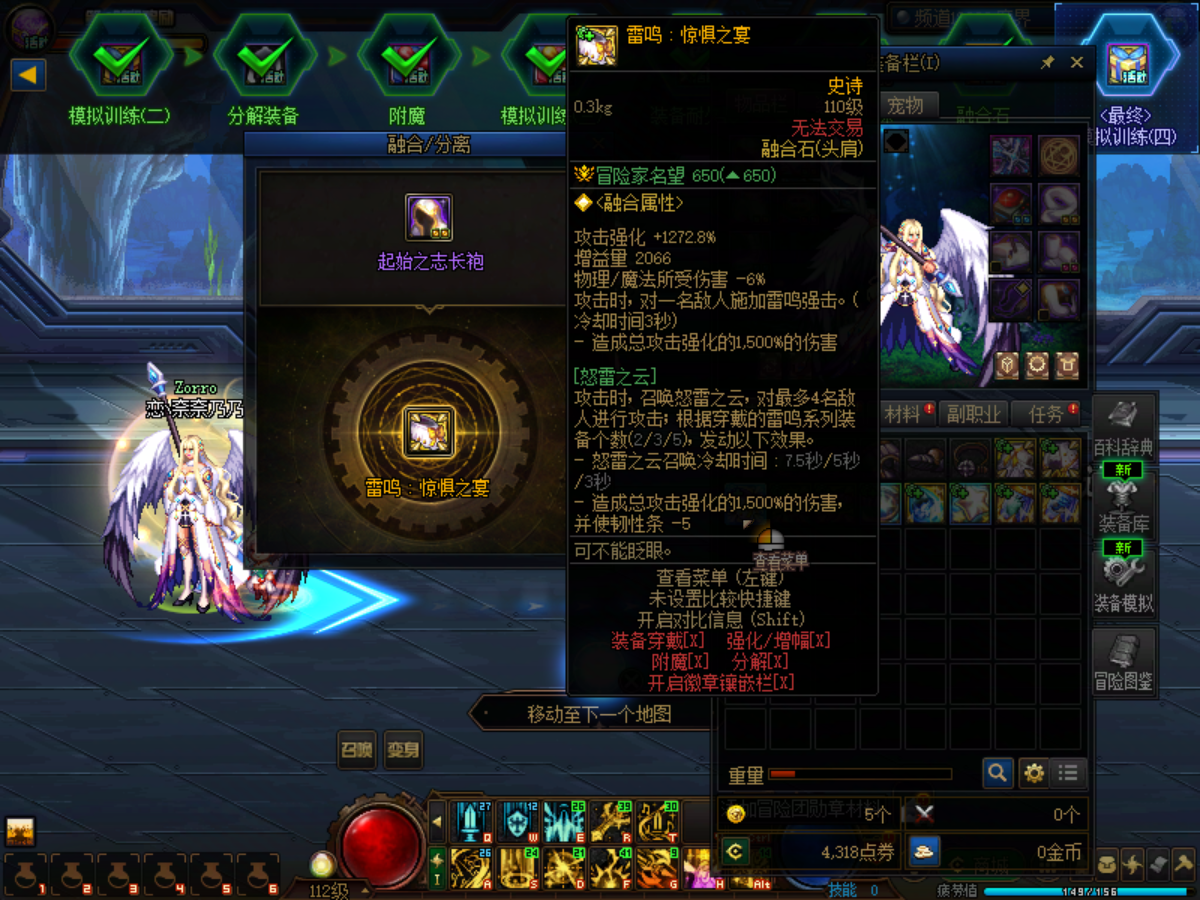 模拟训练(二)
分解装备
附魔
模拟训练
<最终>
模拟训练(四)
融合/分离
起始之志长袍
雷鸣：惊惧之宴
雷鸣：惊惧之宴
史诗
0.3kg
110级
无法交易
融合石(头肩)
冒险家名望 650(▲650)
<融合属性>
攻击强化 +1272.8%
增益量 2066
物理/魔法所受伤害 -6%
攻击时, 对一名敌人施加雷鸣强击。(
冷却时间3秒)
- 造成总攻击强化的1,500%的伤害
[怒雷之云]
攻击时, 召唤怒雷之云, 对最多4名敌
人进行攻击; 根据穿戴的雷鸣系列装
备个数(2/3/5), 发动以下效果。
- 怒雷之云召唤冷却时间：7.5秒/5秒
/3秒
- 造成总攻击强化的1,500%的伤害,
并使韧性条 -5
可不能眨眼。
查看菜单
查看菜单 (左键)
未设置比较快捷键
开启对比信息 (Shift)
装备穿戴[X] 强化/增幅[X]
附魔[X] 分解[X]
开启徽章镶嵌栏[X]
备栏(I)
宠物
材料
副职业
任务
百科辞典
新
装备库
新
装备模拟
冒险图鉴
Zorro
恋·奈奈乃乃
移动至下一个地图
召唤
变身
重量
5个
0个
4,318点券
0金币
112级
技能 0
疲劳值
149/156